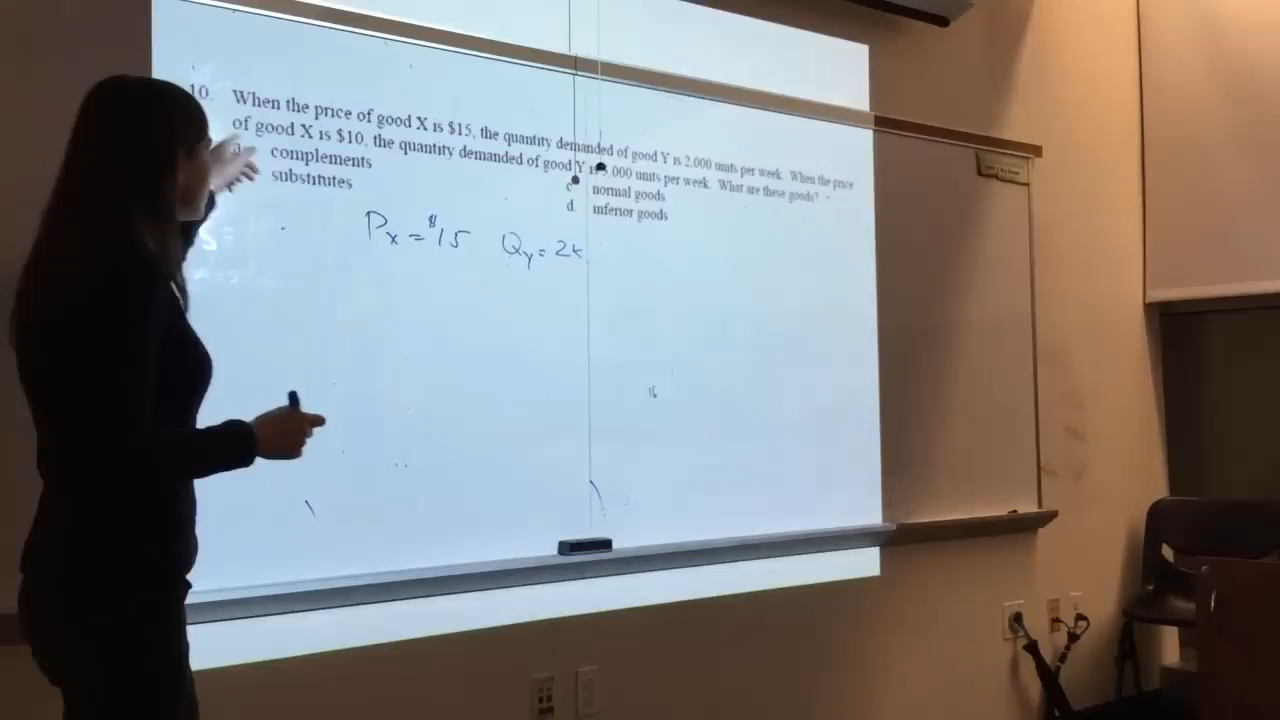 10. When the price of good X is $15, the quantity demanded of good Y is 2,000 units per week. When the price
of good X is $10, the quantity demanded of good Y is 3,000 units per week. What are these goods?
a. complements
substitutes
c. normal goods
d. inferior goods
Px = $15 Qy = 2k